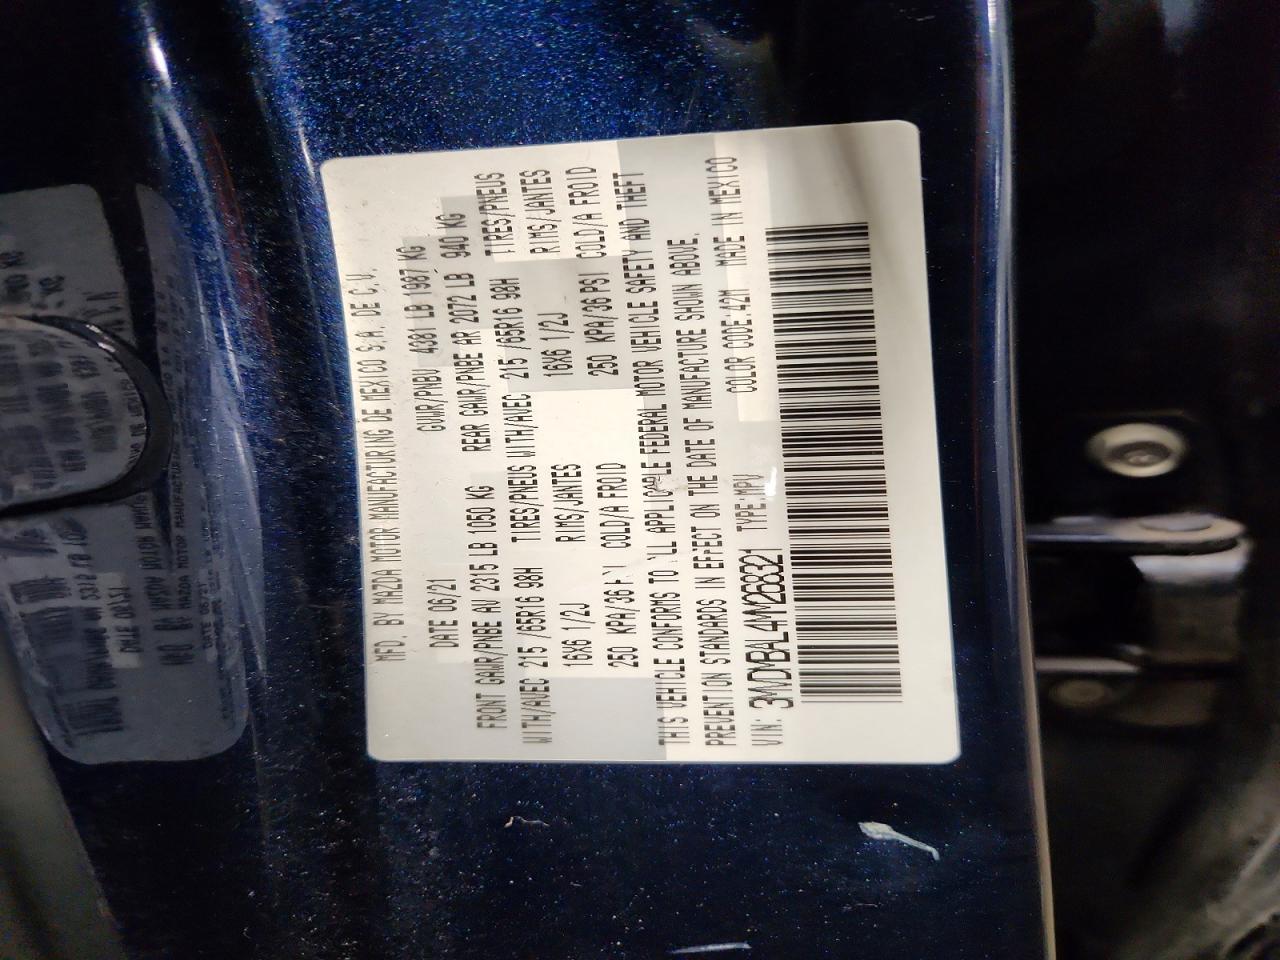 MFD. BY MAZDA MOTOR MANUFACTURING DE MEXICO S.A. DE C.V.
DATE 06/21 GVWR/PNBV 4381 LB 1987 KG
FRONT GAWR/PNBE AV 2315 LB 1050 KG REAR GAWR/PNBE AR 2072 LB 940 KG
WITH/AVEC 215 /65R16 98H TIRES/PNEUS WITH/AVEC 215 /65R16 98H TIRES/PNEUS
16X6 1/2J RIMS/JANTES 16X6 1/2J RIMS/JANTES
250 KPA/36 COLD/A FROID 250 KPA/36 PSI COLD/A FROID
THIS VEHICLE CONFORMS TO ALL APPLICABLE FEDERAL MOTOR VEHICLE SAFETY AND THEFT
PREVENTION STANDARDS IN EFFECT ON THE DATE OF MANUFACTURE SHOWN ABOVE.
VIN: 3MVDMBAL4MM268321 TYPE:MPV COLOR CODE:42M MADE IN MEXICO